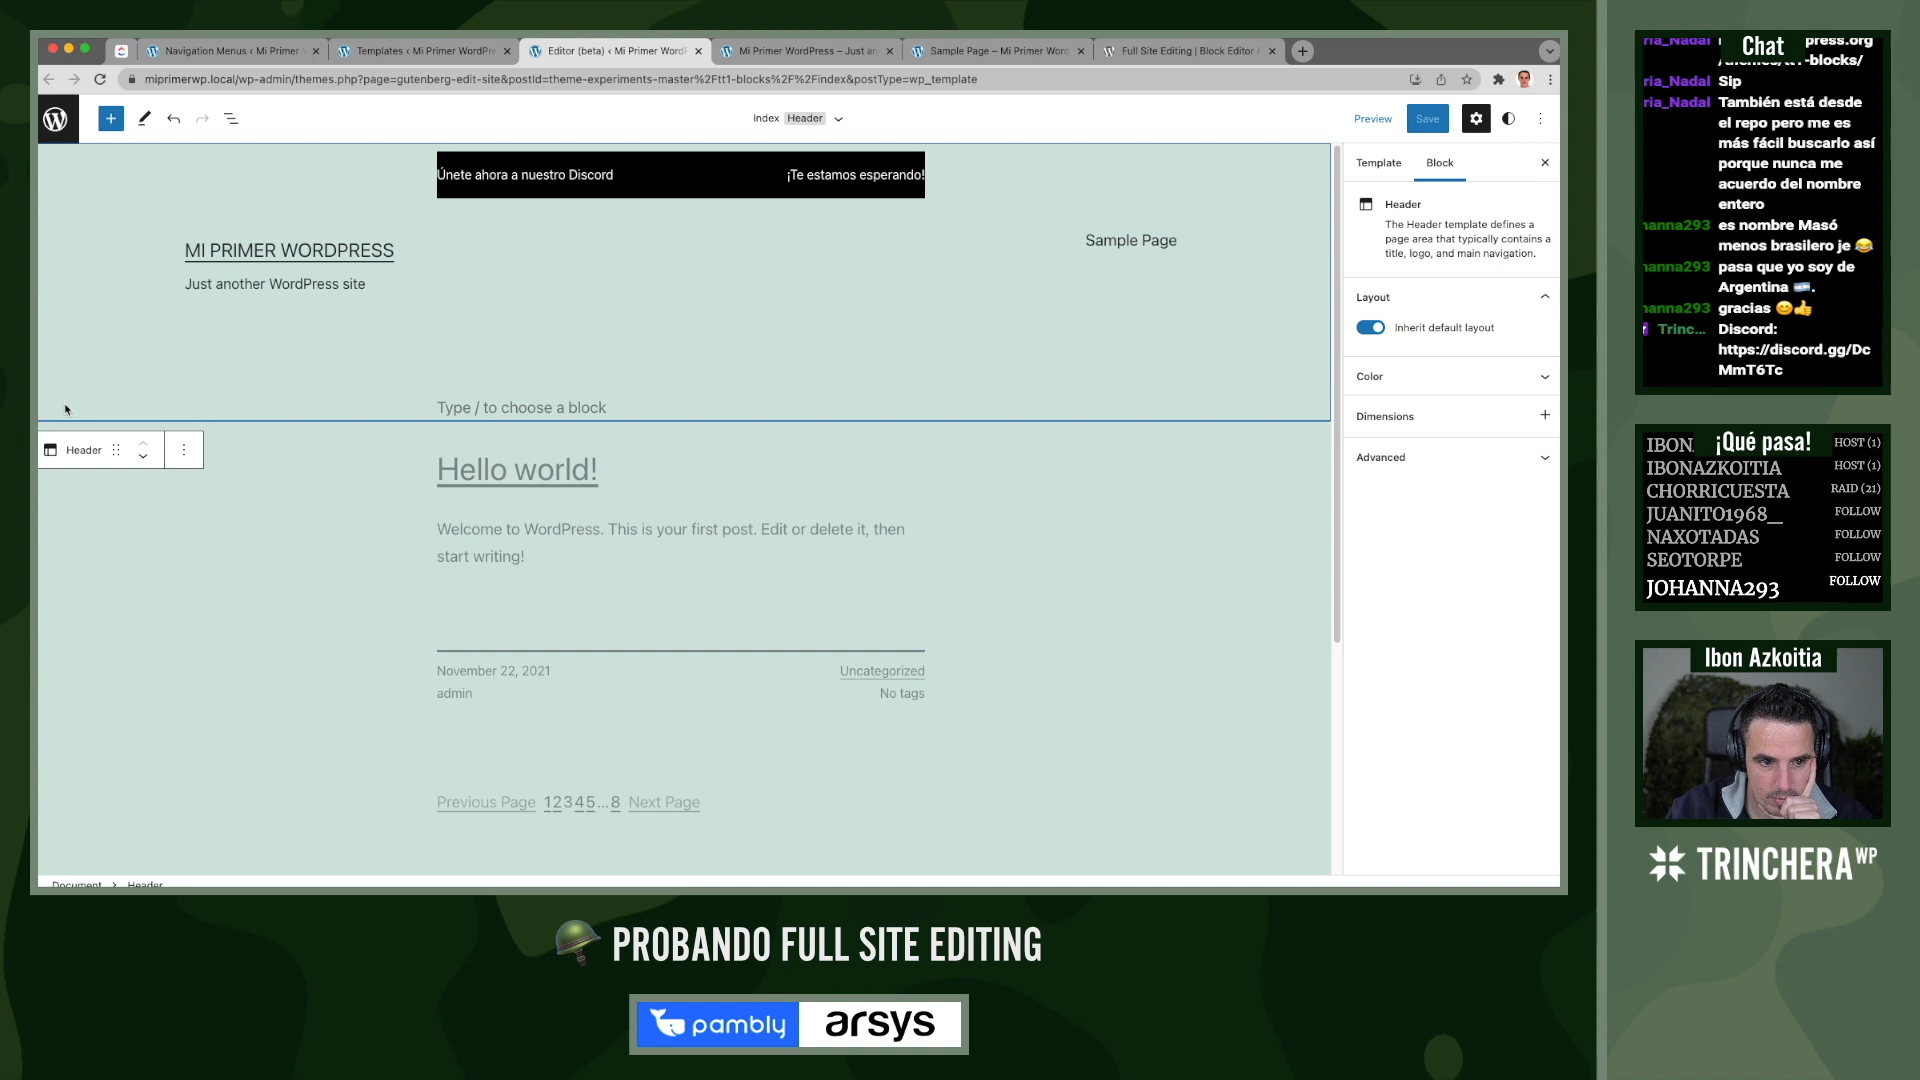 Navigation Menus ‹ Mi Primer
Templates ‹ Mi Primer WordPre
Editor (beta) ‹ Mi Primer WordP
Mi Primer WordPress – Just an
Sample Page – Mi Primer Word
Full Site Editing | Block Editor H
miprimerwp.local/wp-admin/themes.php?page=gutenberg-edit-site&postId=theme-experiments-master%2Ftt1-blocks%2F%2Findex&postType=wp_template
Index Header
Preview
Save
Únete ahora a nuestro Discord
¡Te estamos esperando!
MI PRIMER WORDPRESS
Just another WordPress site
Sample Page
Type / to choose a block
Header
Hello world!
Welcome to WordPress. This is your first post. Edit or delete it, then
start writing!
November 22, 2021
Uncategorized
admin
No tags
Previous Page 12345...8 Next Page
Document › Header
Template
Block
Header
The Header template defines a
page area that typically contains a
title, logo, and main navigation.
Layout
Inherit default layout
Color
Dimensions
Advanced
Chat
ria_Nadal
press.org
-blocks/
ria_Nadal Sip
ria_Nadal También está desde
el repo pero me es
más fácil buscarlo así
porque nunca me
acuerdo del nombre
entero
hanna293 es nombre Masó
menos brasilero je 😂
hanna293 pasa que yo soy de
Argentina 🇦🇷.
hanna293 gracias 😊👍
Trinc... Discord:
https://discord.gg/Dc
MmT6Tc
¡Qué pasa!
IBON
HOST (1)
IBONAZKOITIA HOST (1)
CHORRICUESTA RAID (21)
JUANITO1968_ FOLLOW
NAXOTADAS FOLLOW
SEOTORPE FOLLOW
JOHANNA293 FOLLOW
Ibon Azkoitia
TRINCHERA WP
PROBANDO FULL SITE EDITING
pambly
arsys